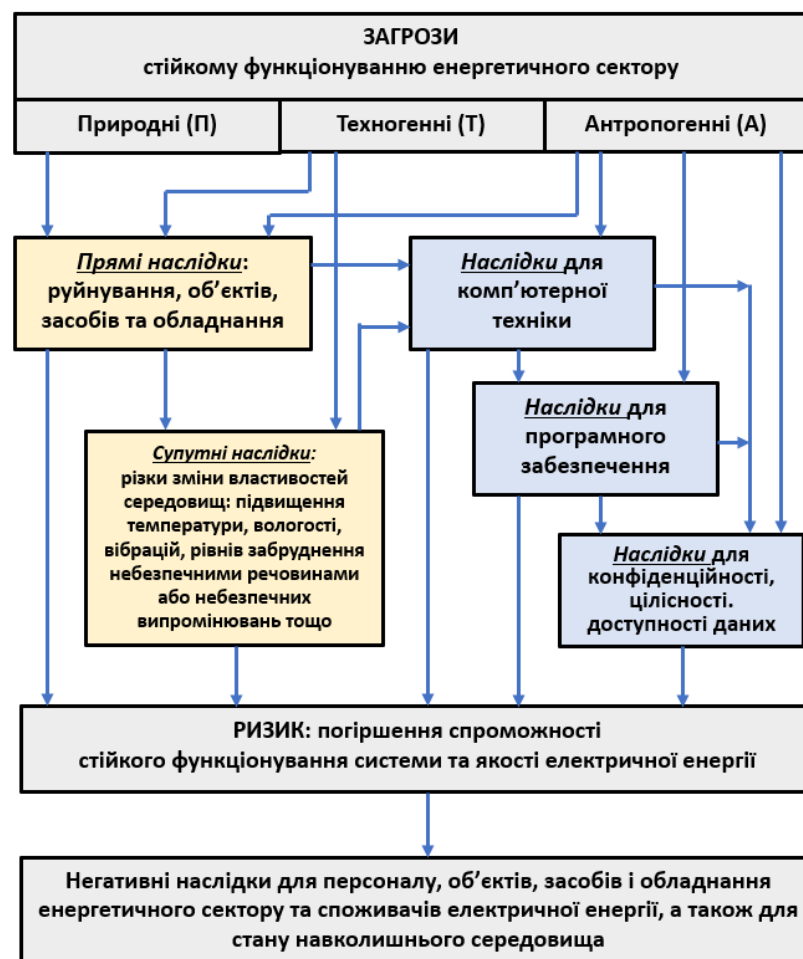 ЗАГРОЗИ
стійкому функціонуванню енергетичного сектору
Природні (П)
Техногенні (Т)
Антропогенні (А)
Прямі наслідки:
руйнування, об’єктів,
засобів та обладнання
Наслідки для
комп’ютерної
техніки
Наслідки для
програмного
забезпечення
Супутні наслідки:
різки зміни властивостей
середовищ: підвищення
температури, вологості,
вібрацій, рівнів забруднення
небезпечними речовинами
або небезпечних
випромінювань тощо
Наслідки для
конфіденційності,
цілісності.
доступності даних
РИЗИК: погіршення спроможності
стійкого функціонування системи та якості електричної енергії
Негативні наслідки для персоналу, об’єктів, засобів і обладнання
енергетичного сектору та споживачів електричної енергії, а також для
стану навколишнього середовища